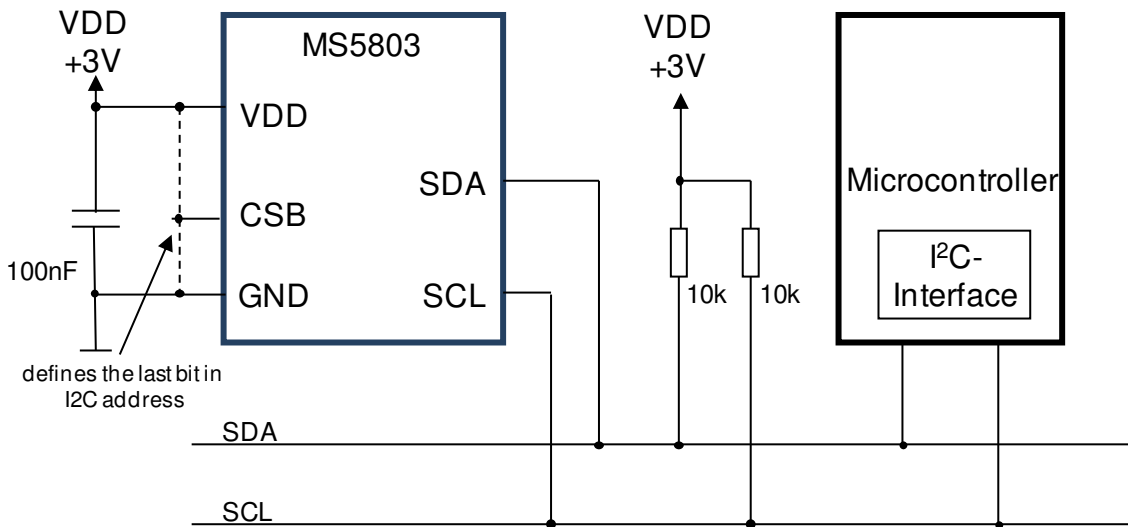 VDD
+3V
MS5803
VDD
+3V
VDD
SDA
CSB
Microcontroller
I²C-
Interface
100nF
GND
SCL
10k
10k
defines the last bit in
I2C address
SDA
SCL